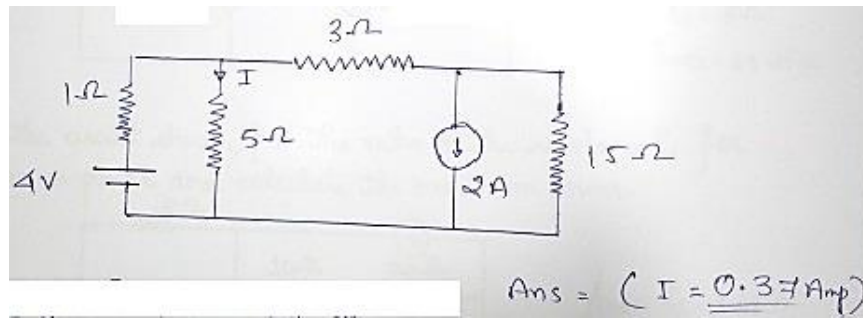 3Ω
1Ω
I
5Ω
15Ω
4V
2A
Ans = ( I = 0.37 Amp)